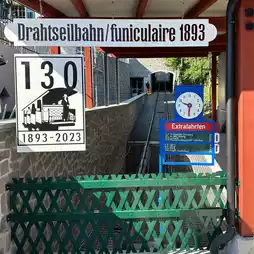 Drahtseilbahn/funiculaire 1893
130
1893-2023
Extrafahrten